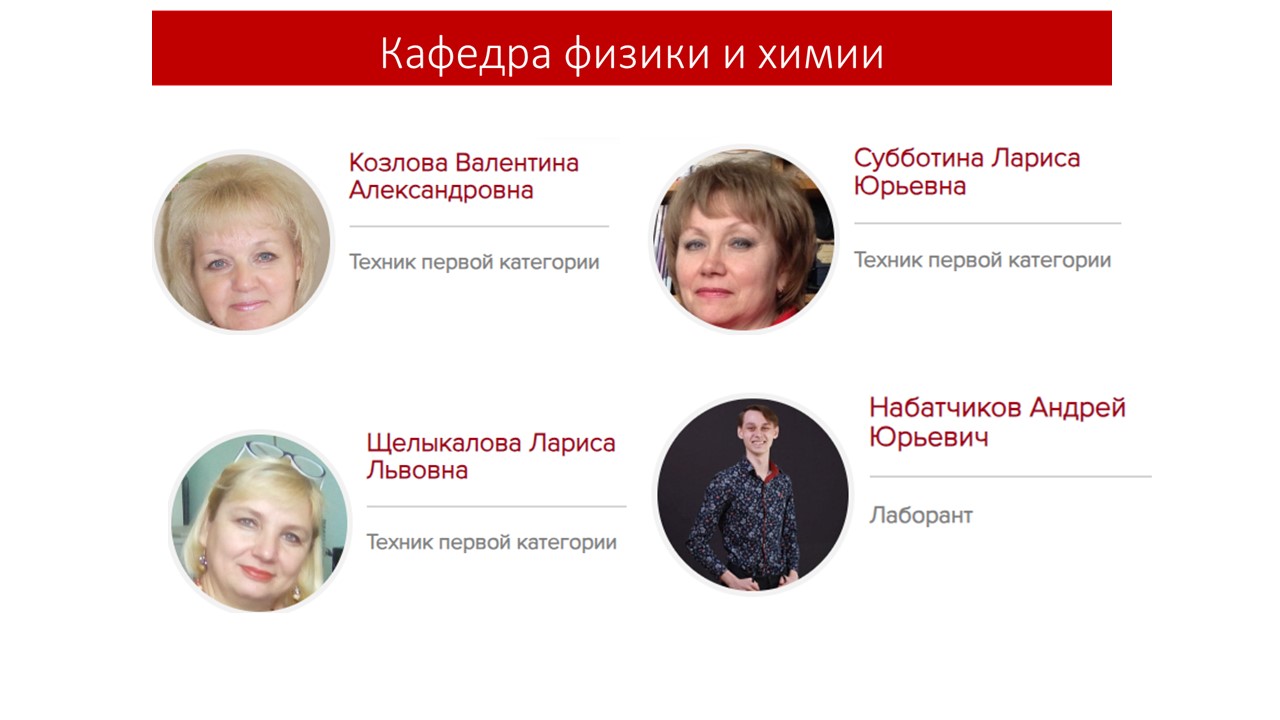 Кафедра физики и химии
Козлова Валентина
Александровна
Техник первой категории
Субботина Лариса
Юрьевна
Техник первой категории
Щелыкалова Лариса
Львовна
Техник первой категории
Набатчиков Андрей
Юрьевич
Лаборант